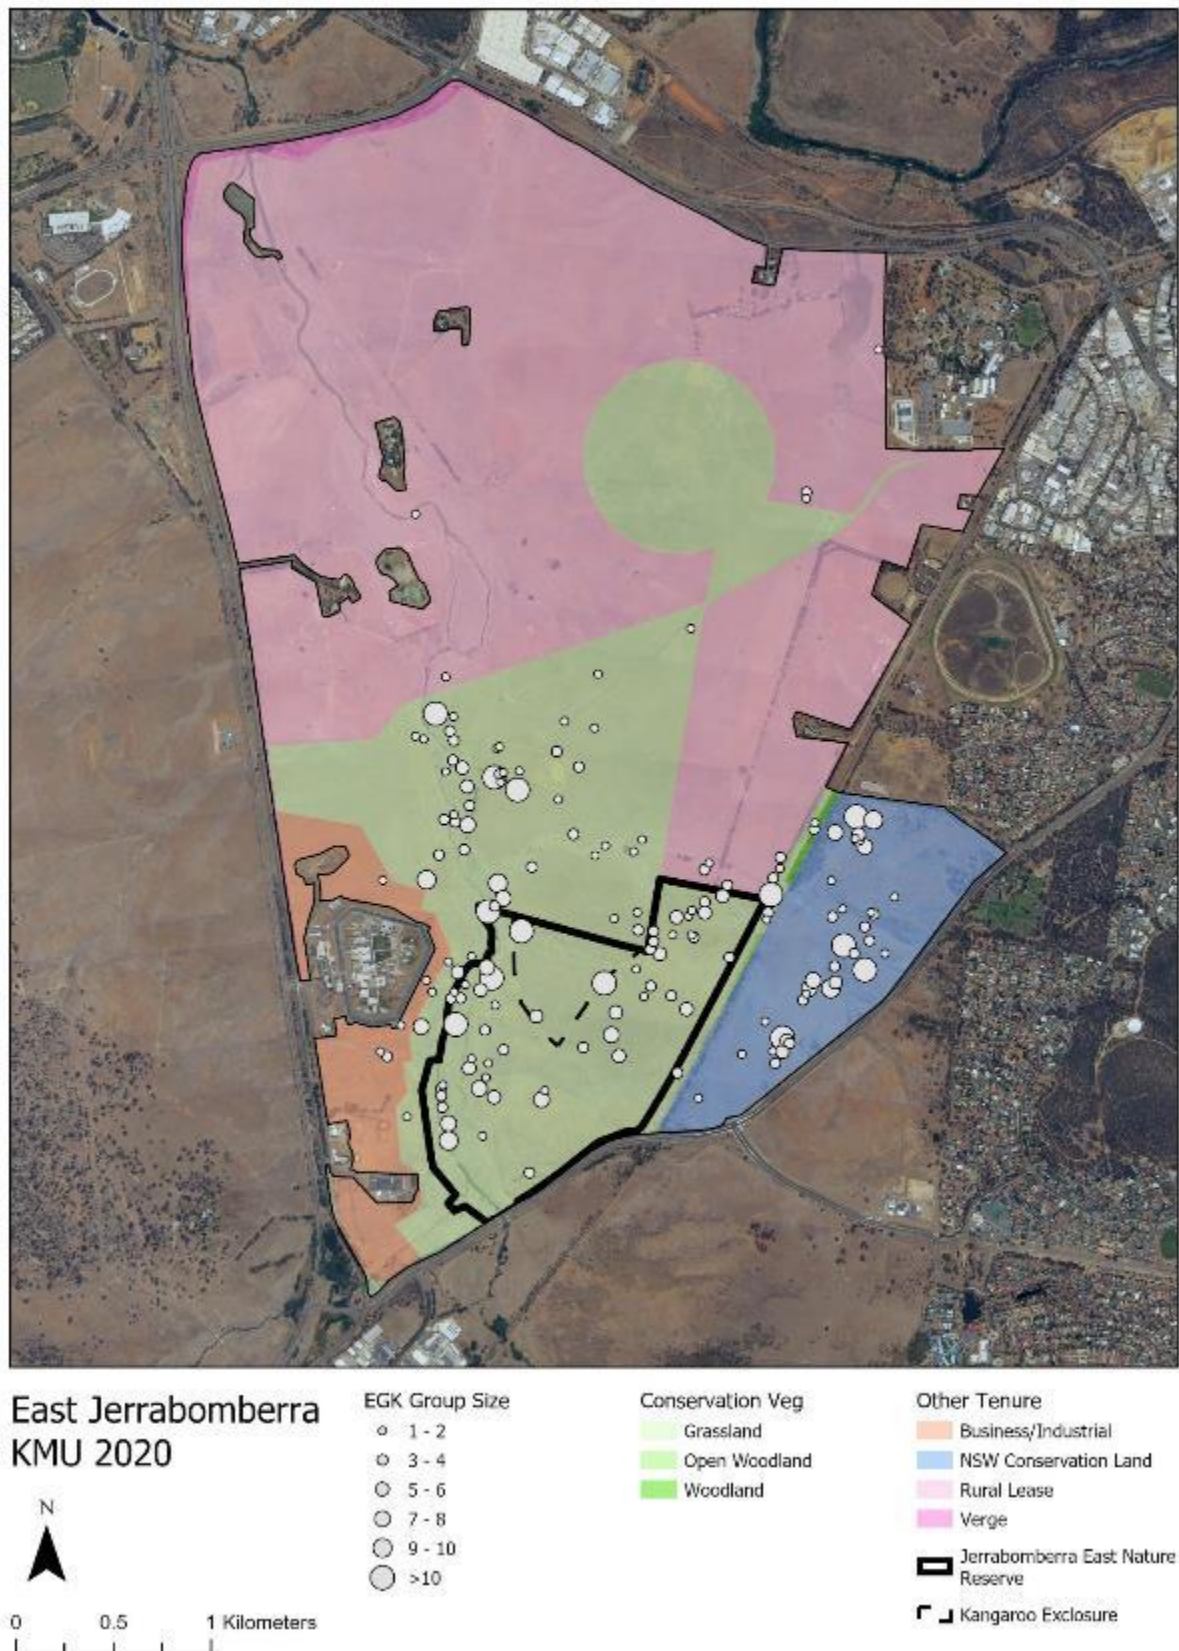 East Jerrabomberra
KMU 2020
N
0 0.5 1 Kilometers
EGK Group Size
1 - 2
3 - 4
5 - 6
7 - 8
9 - 10
>10
Conservation Veg
Grassland
Open Woodland
Woodland
Other Tenure
Business/Industrial
NSW Conservation Land
Rural Lease
Verge
Jerrabomberra East Nature
Reserve
Kangaroo Exclosure